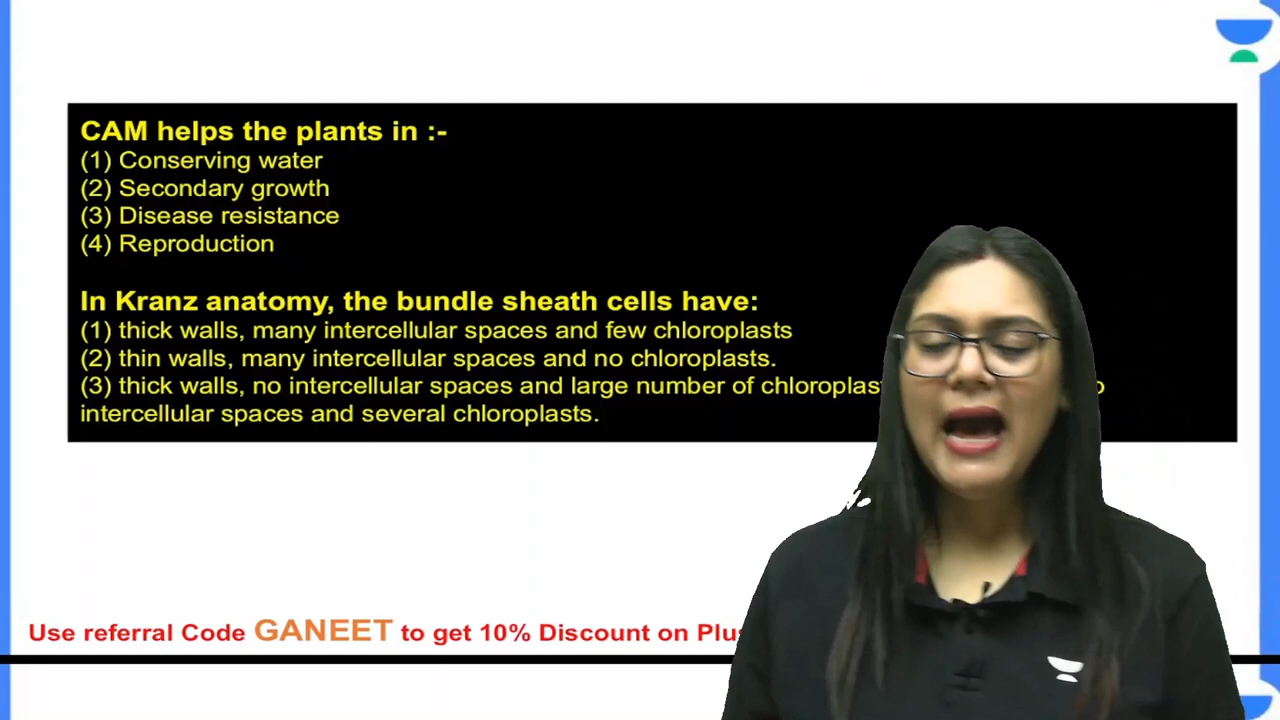 CAM helps the plants in :-
(1) Conserving water
(2) Secondary growth
(3) Disease resistance
(4) Reproduction
In Kranz anatomy, the bundle sheath cells have:
(1) thick walls, many intercellular spaces and few chloroplasts
(2) thin walls, many intercellular spaces and no chloroplasts.
(3) thick walls, no intercellular spaces and large number of
intercellular spaces and several chloroplasts.
Use referral Code GANEET to get 10% Discount on